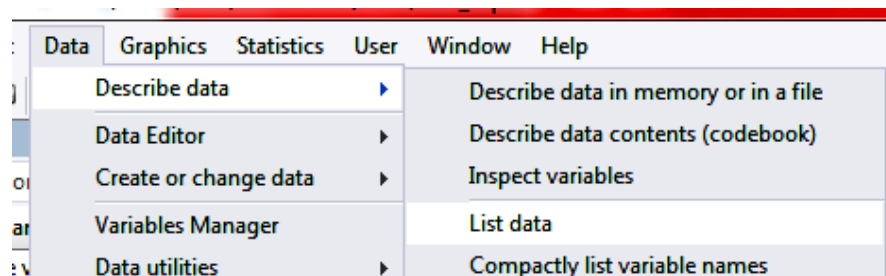 Data Graphics Statistics User Window Help
Describe data
Data Editor
Create or change data
Variables Manager
Data utilities
Describe data in memory or in a file
Describe data contents (codebook)
Inspect variables
List data
Compactly list variable names